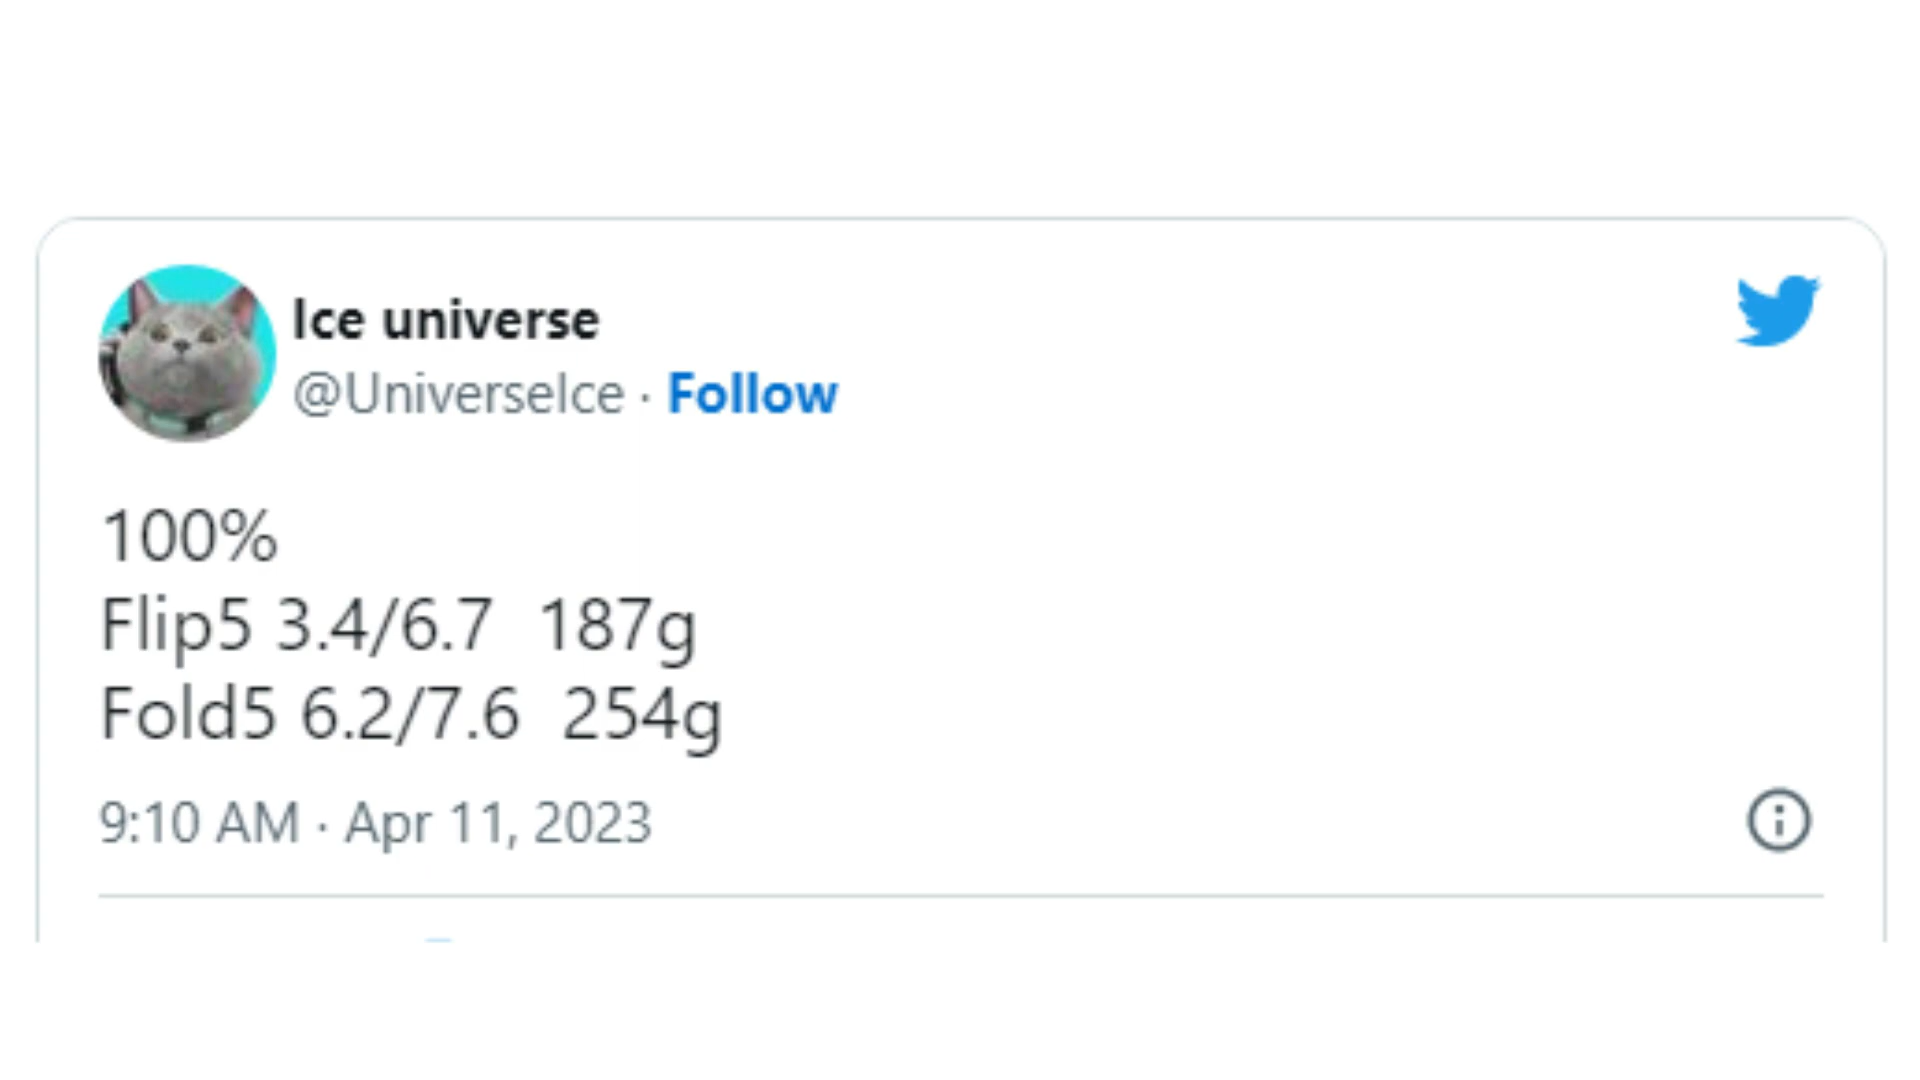 Ice universe
@UniverseIce · Follow
100%
Flip5 3.4/6.7  187g
Fold5 6.2/7.6  254g
9:10 AM · Apr 11, 2023